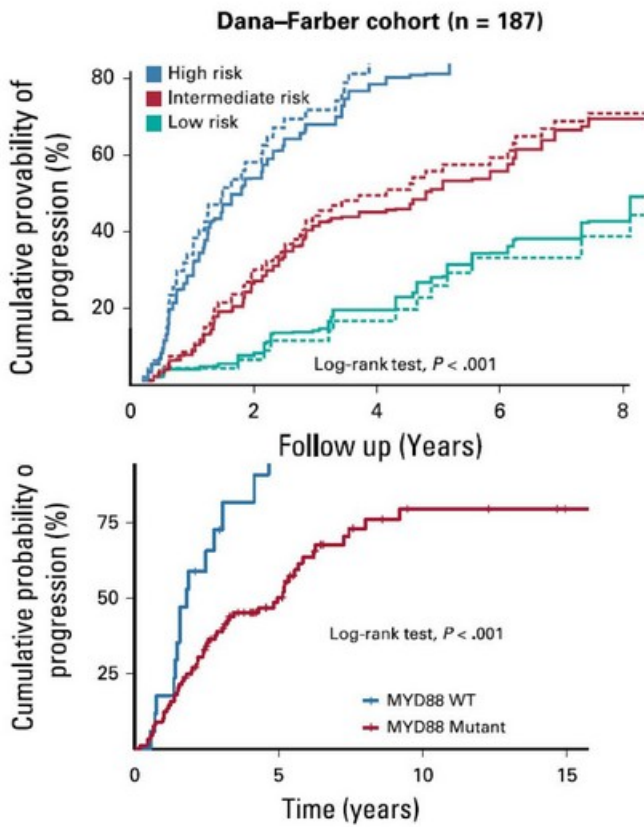 Dana–Farber cohort (n = 187)
Cumulative provability of
progression (%)
80
60
40
20
High risk
Intermediate risk
Low risk
Log-rank test, P < .001
0 2 4 6 8
Follow up (Years)
Cumulative probability o
progression (%)
75
50
25
Log-rank test, P < .001
MYD88 WT
MYD88 Mutant
0 5 10 15
Time (years)